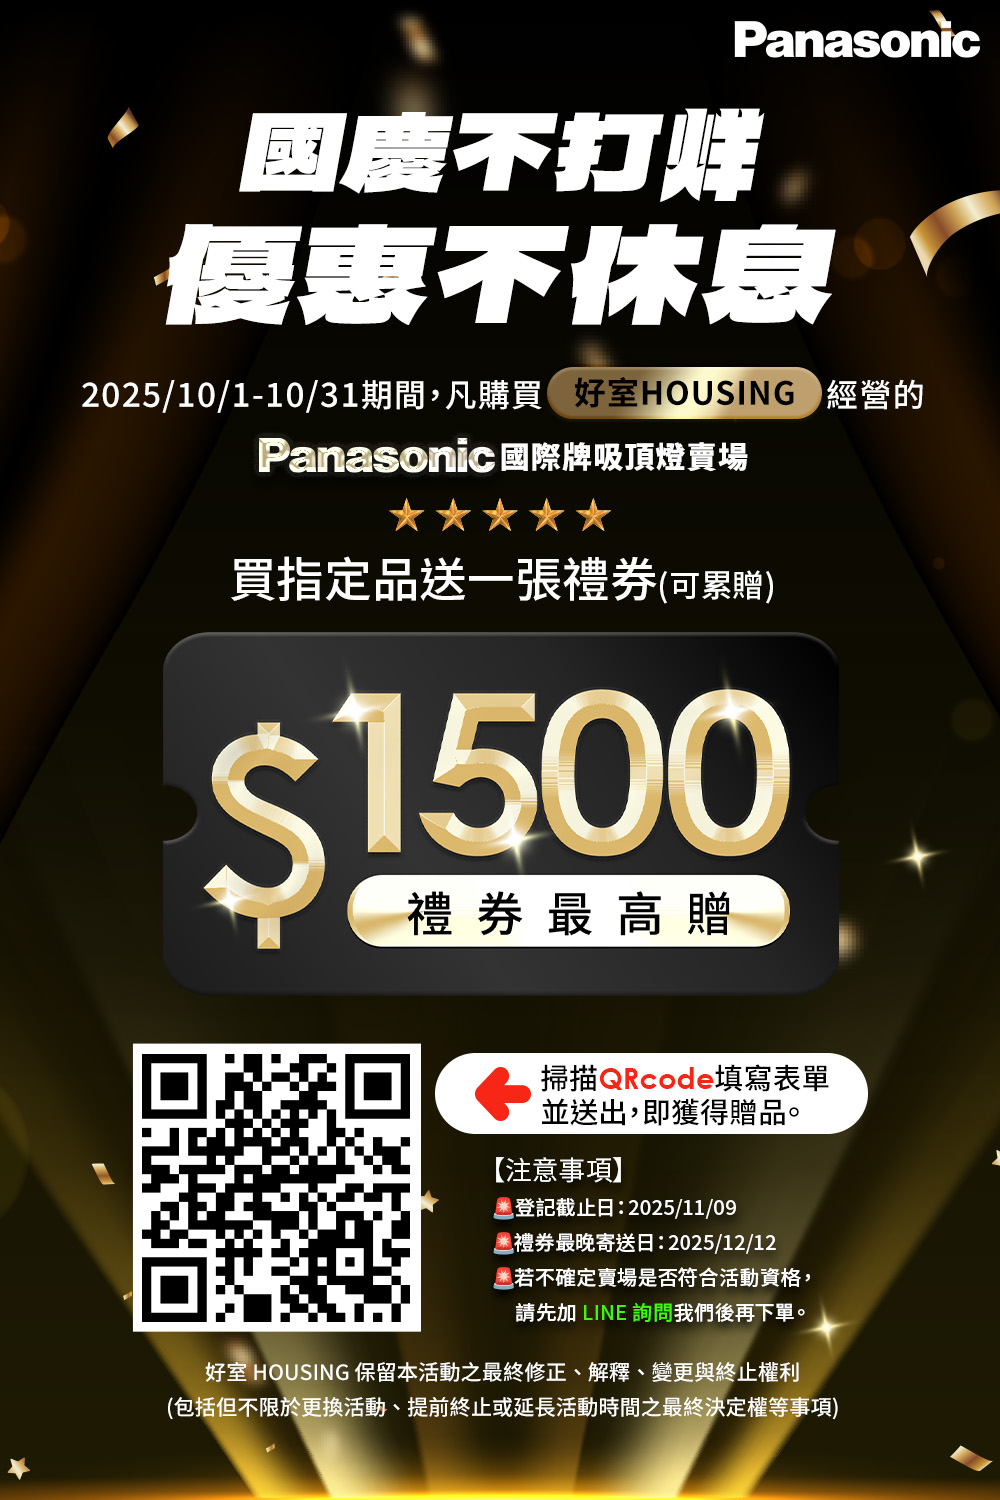 Panasonic
國慶不打烊
優惠不休息
2025/10/1-10/31期間，凡購買 好室HOUSING 經營的
Panasonic 國際牌吸頂燈賣場
買指定品送一張禮券(可累贈)
$1500
禮券最高贈
掃描QRcode填寫表單
並送出，即獲得贈品。
【注意事項】
🚨登記截止日：2025/11/09
🚨禮券最晚寄送日：2025/12/12
🚨若不確定賣場是否符合活動資格，
請先加 LINE 詢問我們後再下單。
好室 HOUSING 保留本活動之最終修正、解釋、變更與終止權利
(包括但不限於更換活動、提前終止或延長活動時間之最終決定權等事項)